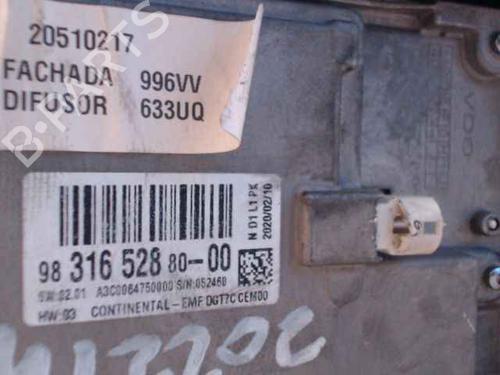 20510217
FACHADA 996VV
DIFUSOR 633UQ
VDO
N D1 L1 PK
2020/02/10
98 316 528 80-00
SW:02.01 A3C0064750000 S/N:052460
HW:03 CONTINENTAL-EMF DGT7C CEM00
B-PARTS